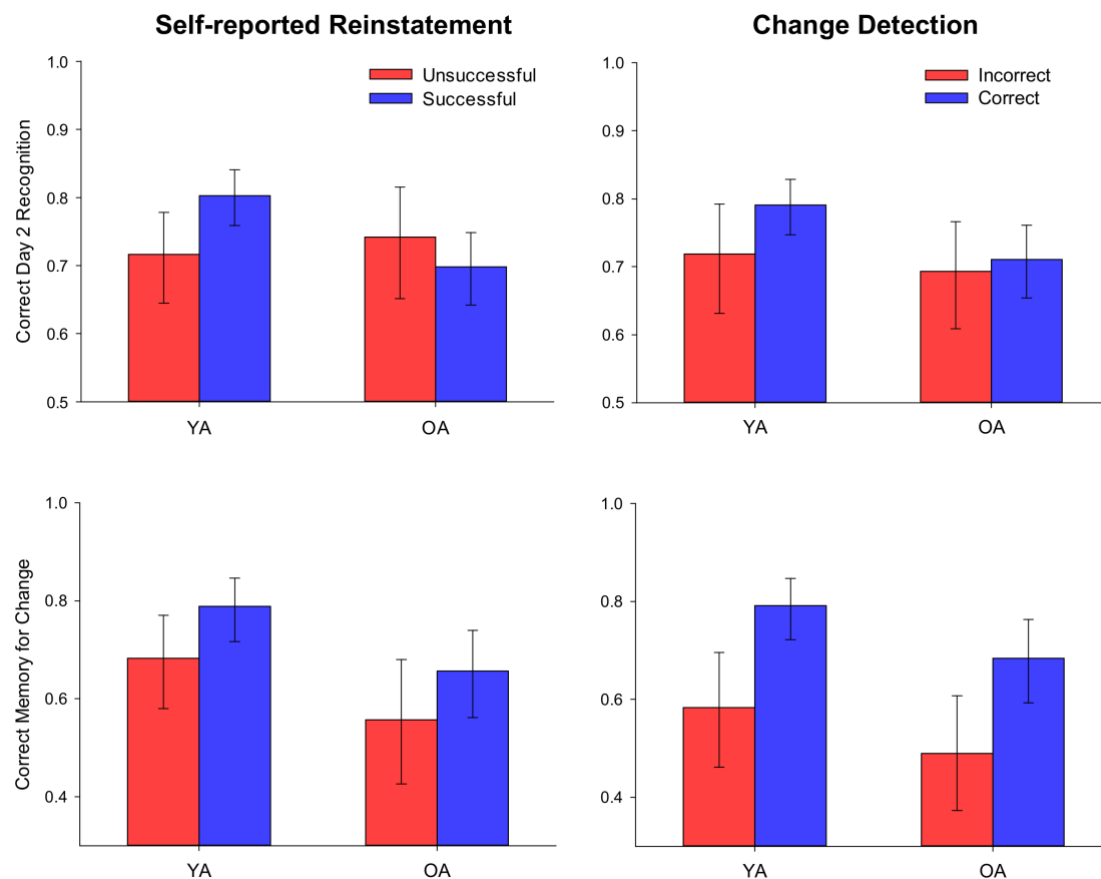 Self-reported Reinstatement
Change Detection
Correct Day 2 Recognition
1.0
0.9
0.8
0.7
0.6
0.5
Unsuccessful
Successful
YA
OA
1.0
0.9
0.8
0.7
0.6
0.5
Incorrect
Correct
YA
OA
Correct Memory for Change
1.0
0.8
0.6
0.4
YA
OA
1.0
0.8
0.6
0.4
YA
OA